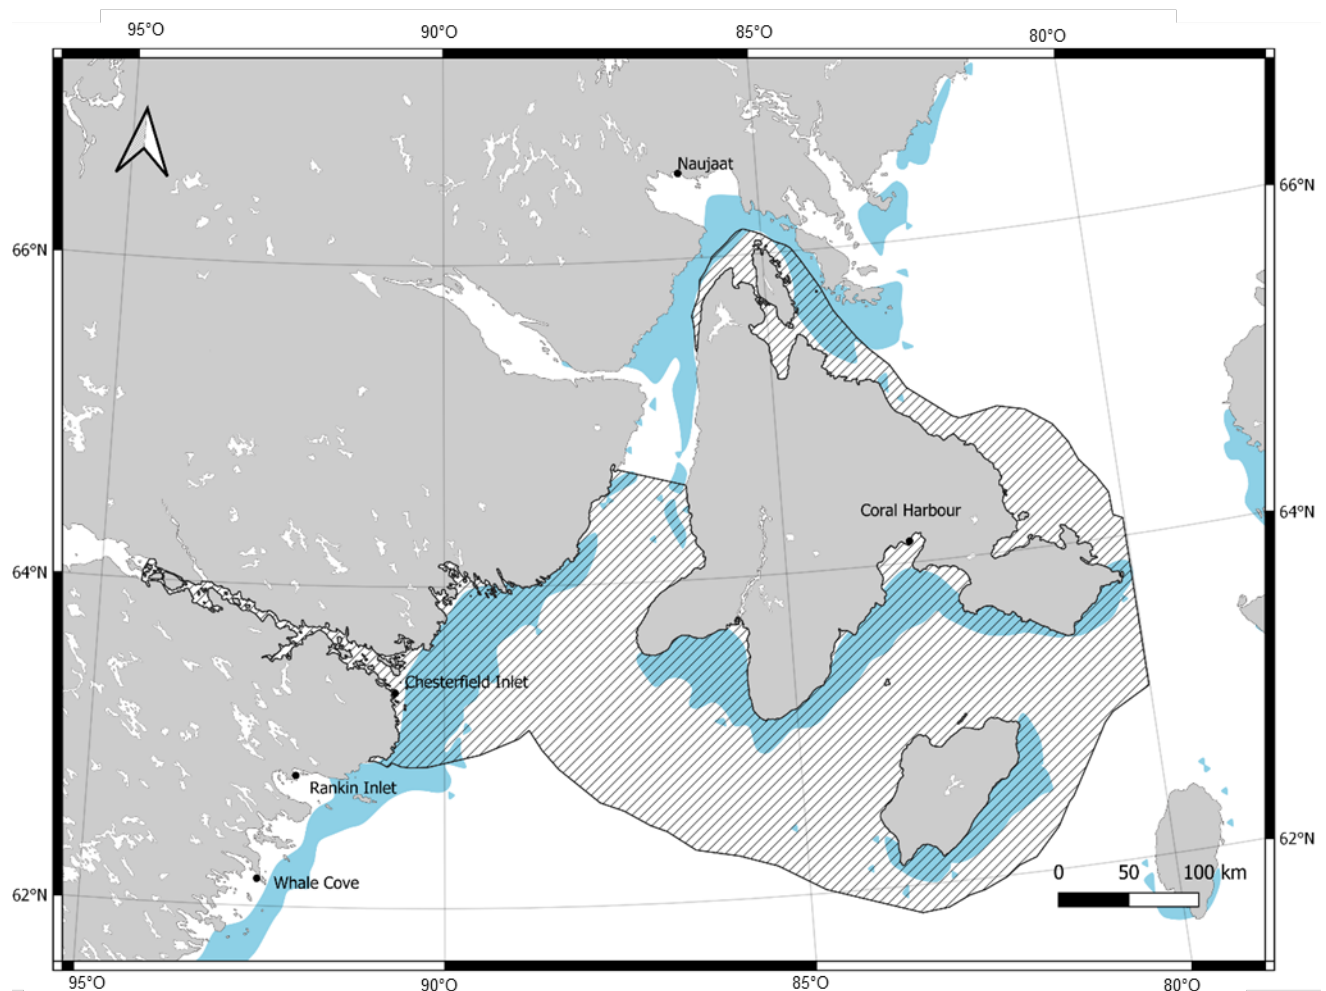 95°O 90°O 85°O 80°O
Naujaat
66°N
66°N
Coral Harbour
64°N
64°N
Chesterfield Inlet
Rankin Inlet
62°N
0 50 100 km
Whale Cove
62°N
95°O 90°O 85°O 80°O